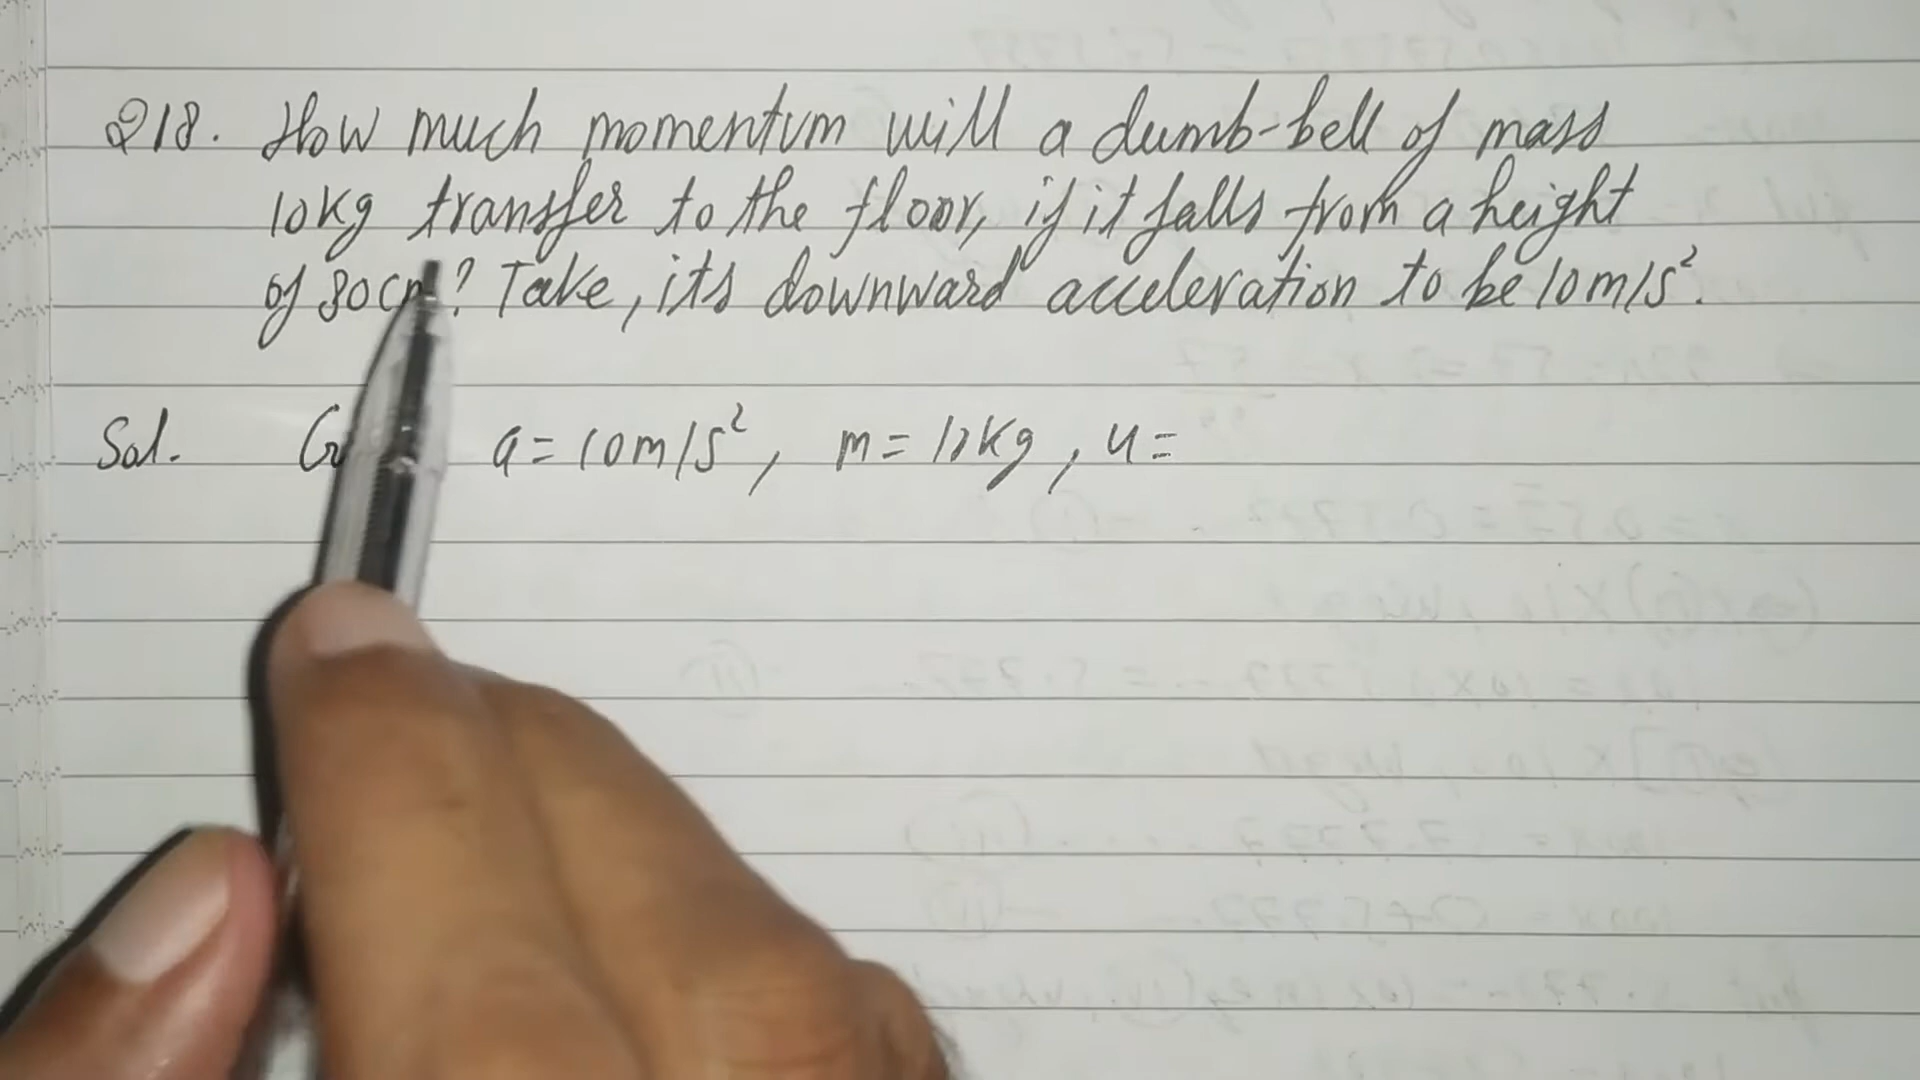 Q18. How much momentum will a dumb-bell of mass
10kg transfer to the floor, if it falls from a height
of 80cm? Take, its downward acceleration to be 10m/s².
Sol. a = 10m/s², m = 10kg, u =